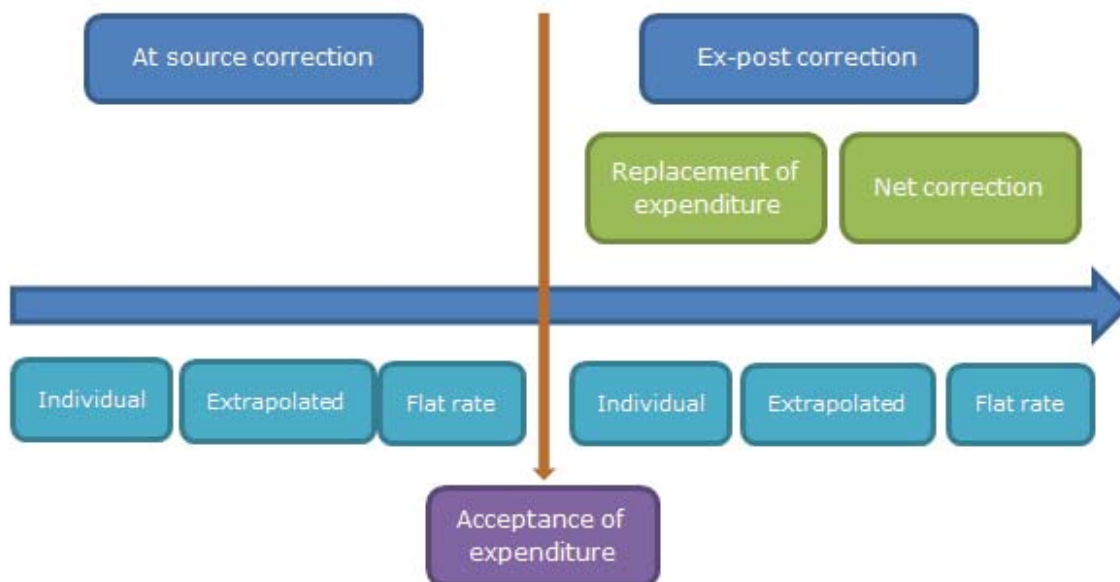 At source correction
Ex-post correction
Replacement of
expenditure
Net correction
Individual
Extrapolated
Flat rate
Individual
Extrapolated
Flat rate
Acceptance of
expenditure